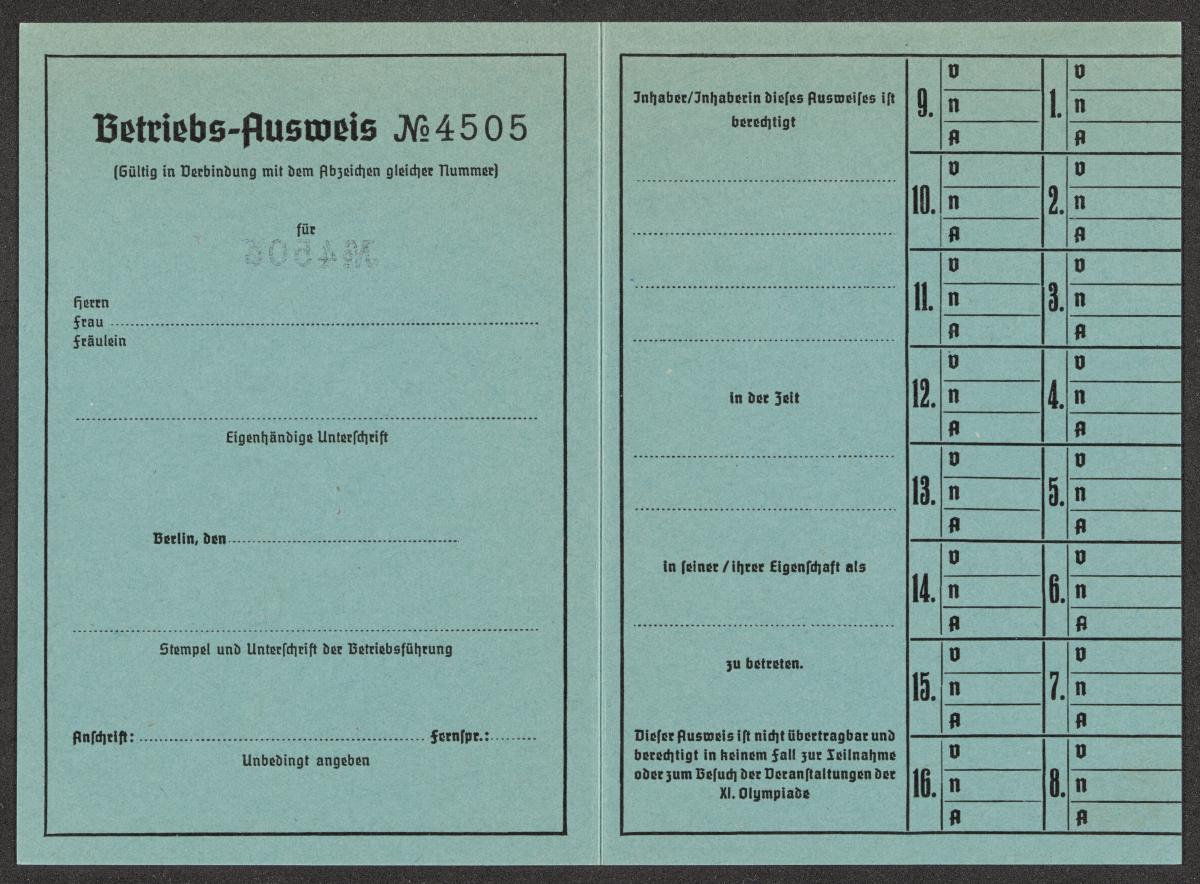 Betriebs-Ausweis № 4505
(Gültig in Verbindung mit dem Abzeichen gleicher Nummer)
für
№ 4506
Herrn
Frau
Fräulein
Eigenhändige Unterschrift
Berlin, den
Stempel und Unterschrift der Betriebsführung
Anschrift: Fernspr.:
Unbedingt angeben
Inhaber/Inhaberin dieses Ausweises ist
berechtigt
in der Zeit
in seiner / ihrer Eigenschaft als
zu betreten.
Dieser Ausweis ist nicht übertragbar und
berechtigt in keinem Fall zur Teilnahme
oder zum Besuch der Veranstaltungen der
XI. Olympiade
V V
9. n 1. n
A A
V V
10. n 2. n
A A
V V
11. n 3. n
A A
V V
12. n 4. n
A A
V V
13. n 5. n
A A
V V
14. n 6. n
A A
V V
15. n 7. n
A A
V V
16. n 8. n
A A